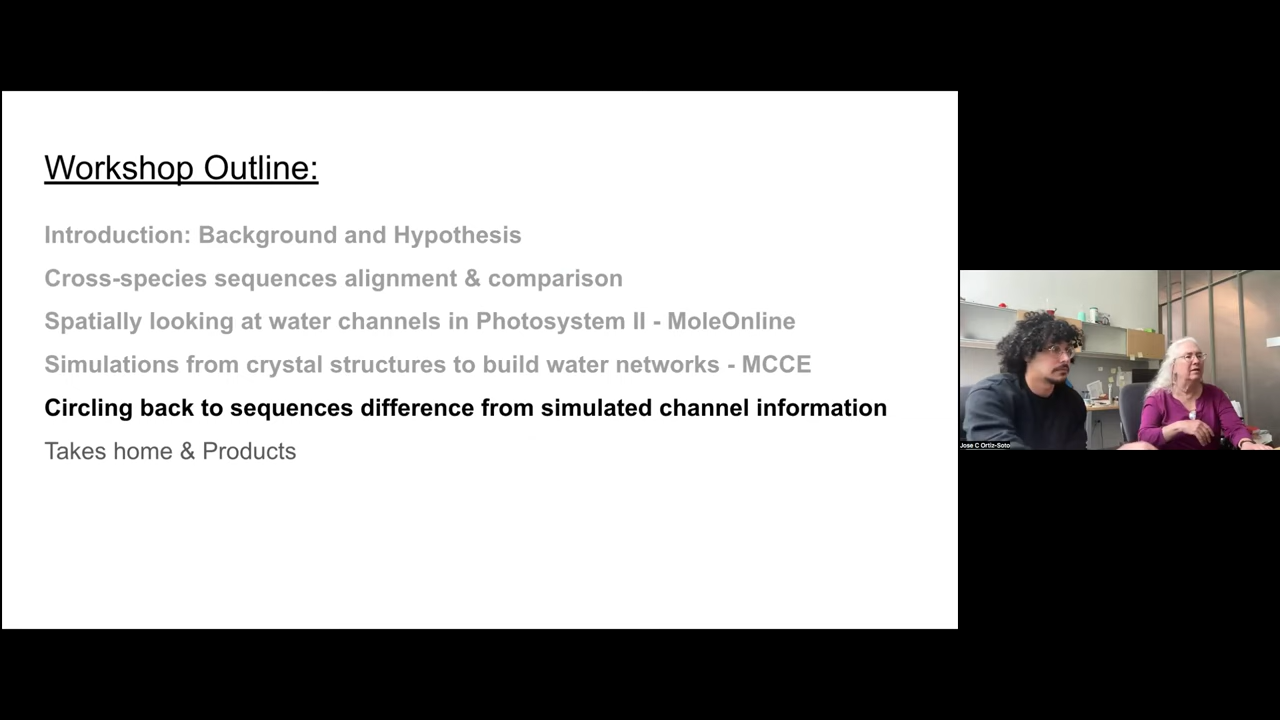 Workshop Outline:
Introduction: Background and Hypothesis
Cross-species sequences alignment & comparison
Spatially looking at water channels in Photosystem II - MoleOnline
Simulations from crystal structures to build water networks - MCCE
Circling back to sequences difference from simulated channel information
Takes home & Products
Jose C Ortiz-Soto